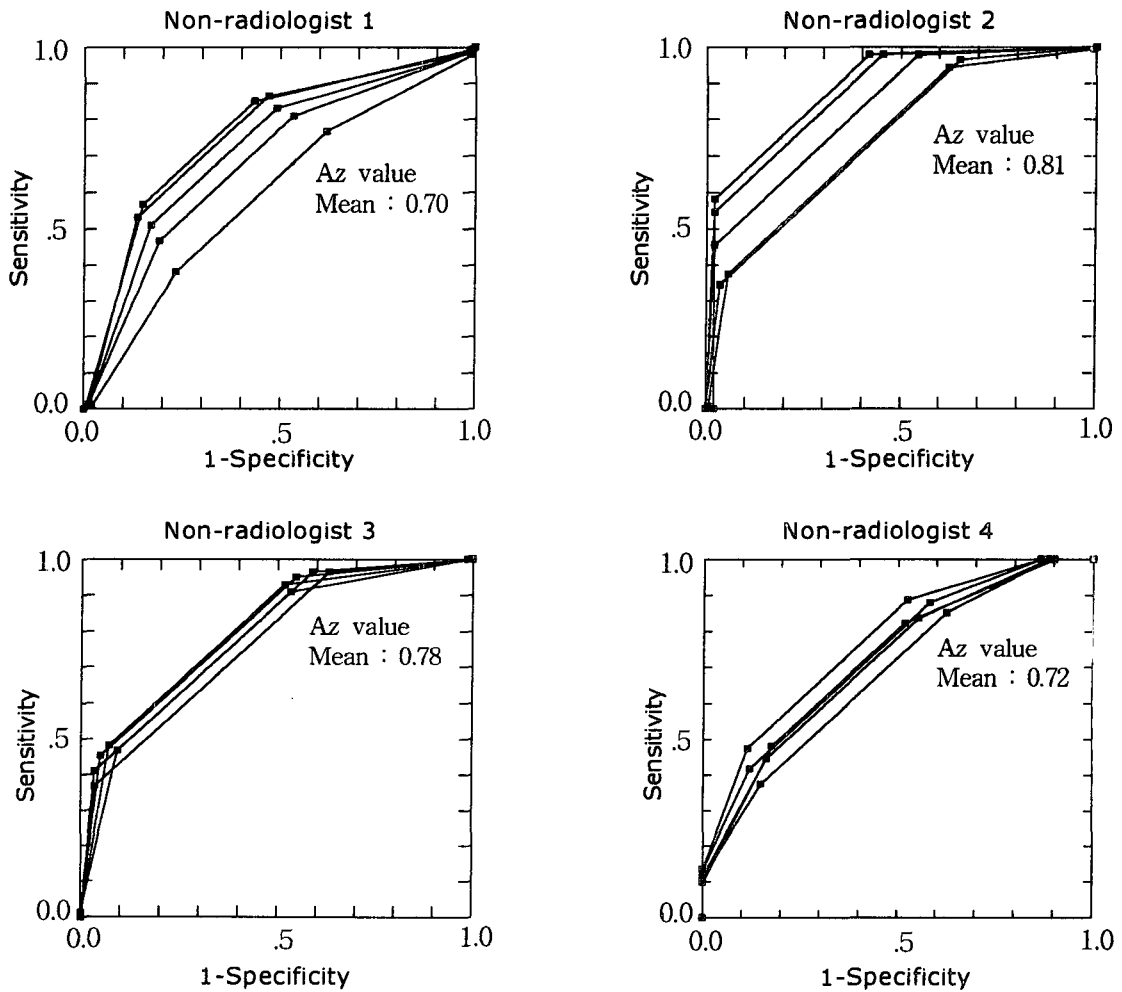 Non-radiologist 1
1.0
.5
0.0
Sensitivity
Az value
Mean : 0.70
0.0 .5 1.0
1-Specificity
Non-radiologist 2
1.0
.5
0.0
Sensitivity
Az value
Mean : 0.81
0.0 .5 1.0
1-Specificity
Non-radiologist 3
1.0
.5
0.0
Sensitivity
Az value
Mean : 0.78
0.0 .5 1.0
1-Specificity
Non-radiologist 4
1.0
.5
0.0
Sensitivity
Az value
Mean : 0.72
0.0 .5 1.0
1-Specificity